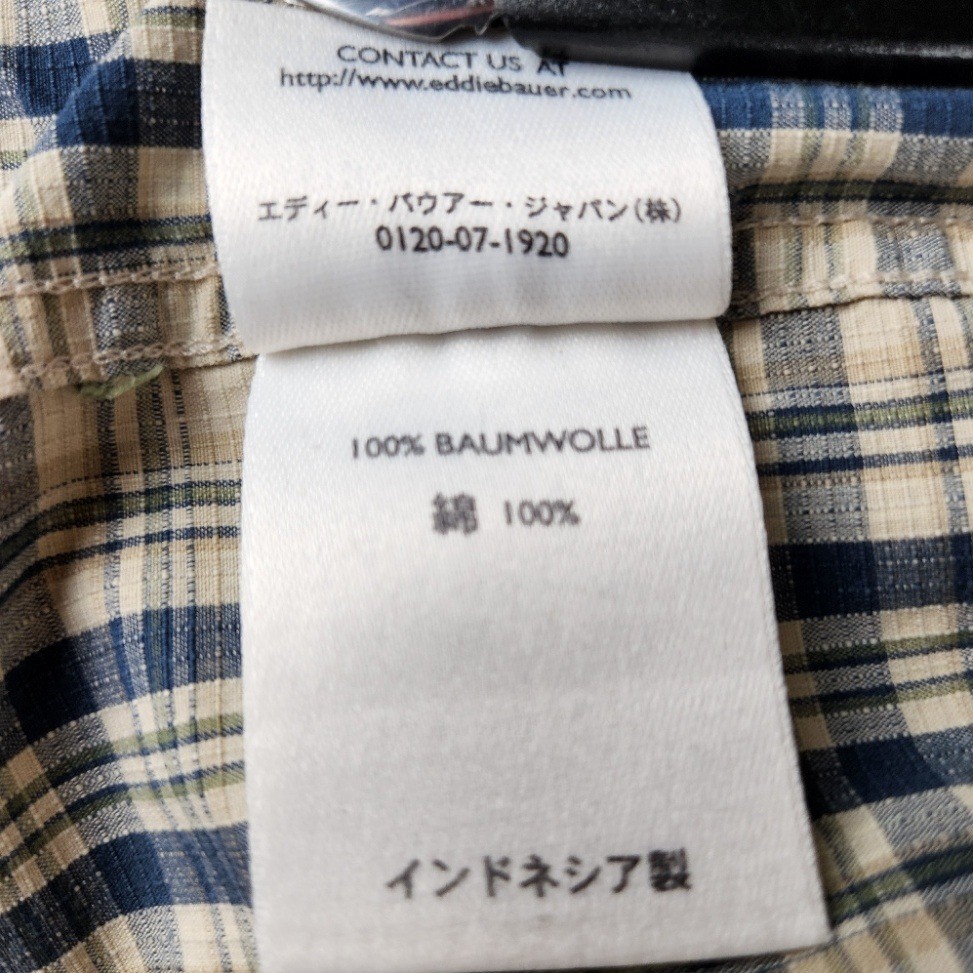 CONTACT US AT
http://www.eddiebauer.com
エディー・バウアー・ジャパン(株)
0120-07-1920
100% BAUMWOLLE
綿 100%
インドネシア製